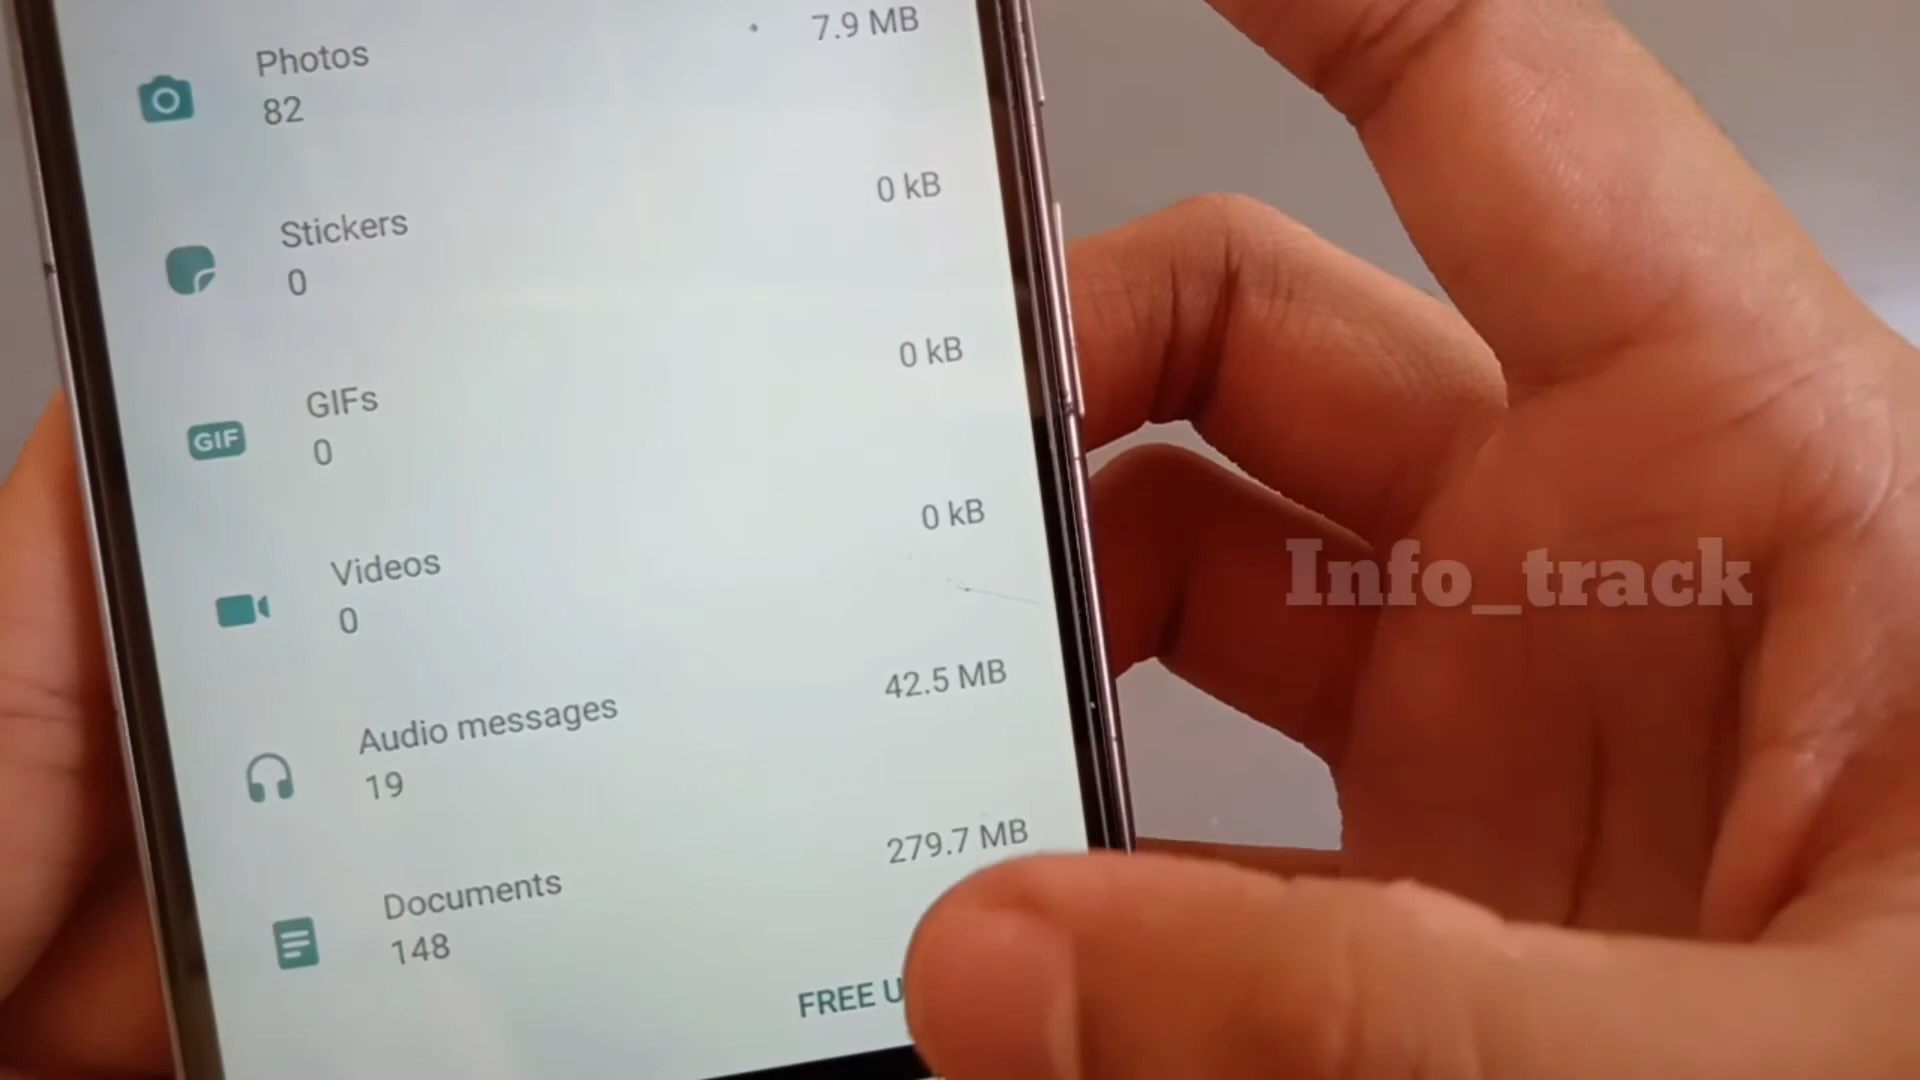 Photos
7.9 MB
82
Stickers
0 kB
0
GIFs
0 kB
GIF
0
Videos
0 kB
0
Audio messages
42.5 MB
19
Documents
279.7 MB
148
FREE U
Info_track